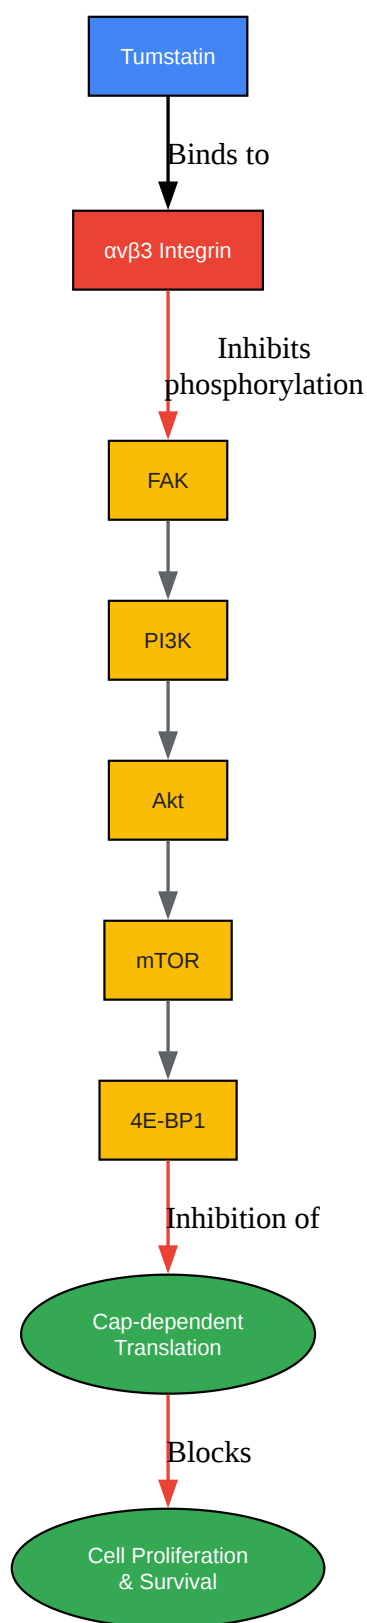 Tumstatin
Binds to
αvβ3 Integrin
Inhibits
phosphorylation
FAK
PI3K
Akt
mTOR
4E-BP1
Inhibition of
Cap-dependent
Translation
Blocks
Cell Proliferation
& Survival